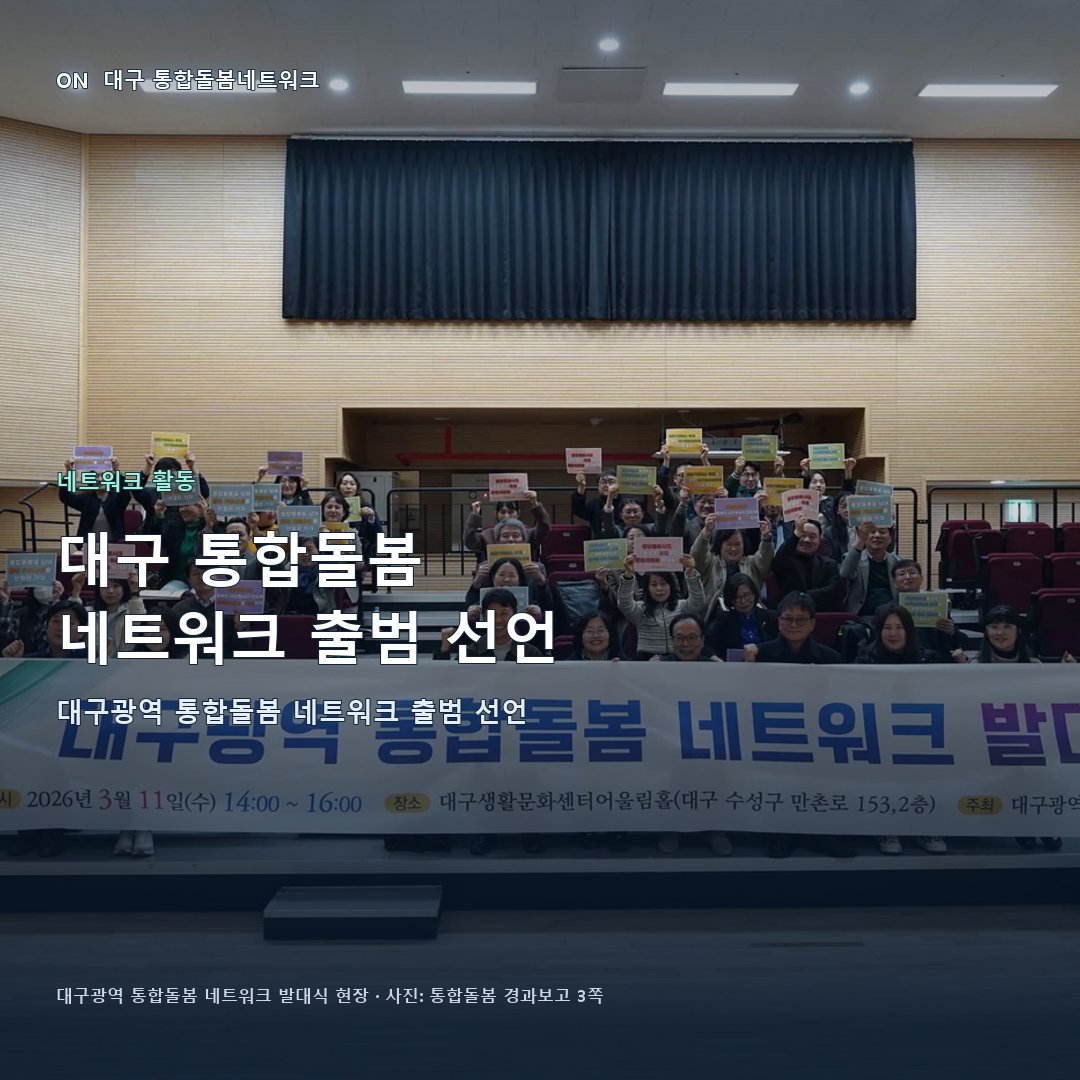 ON 대구 통합돌봄네트워크
네트워크 활동
대구 통합돌봄
네트워크 출범 선언
대구광역 통합돌봄 네트워크 출범 선언
대구광역 통합돌봄 네트워크 발대
시 2026년 3월 11일(수) 14:00 ~ 16:00 장소 대구생활문화센터어울림홀(대구 수성구 만촌로 153,2층) 주최 대구광역
대구광역 통합돌봄 네트워크 발대식 현장 · 사진: 통합돌봄 경과보고 3쪽